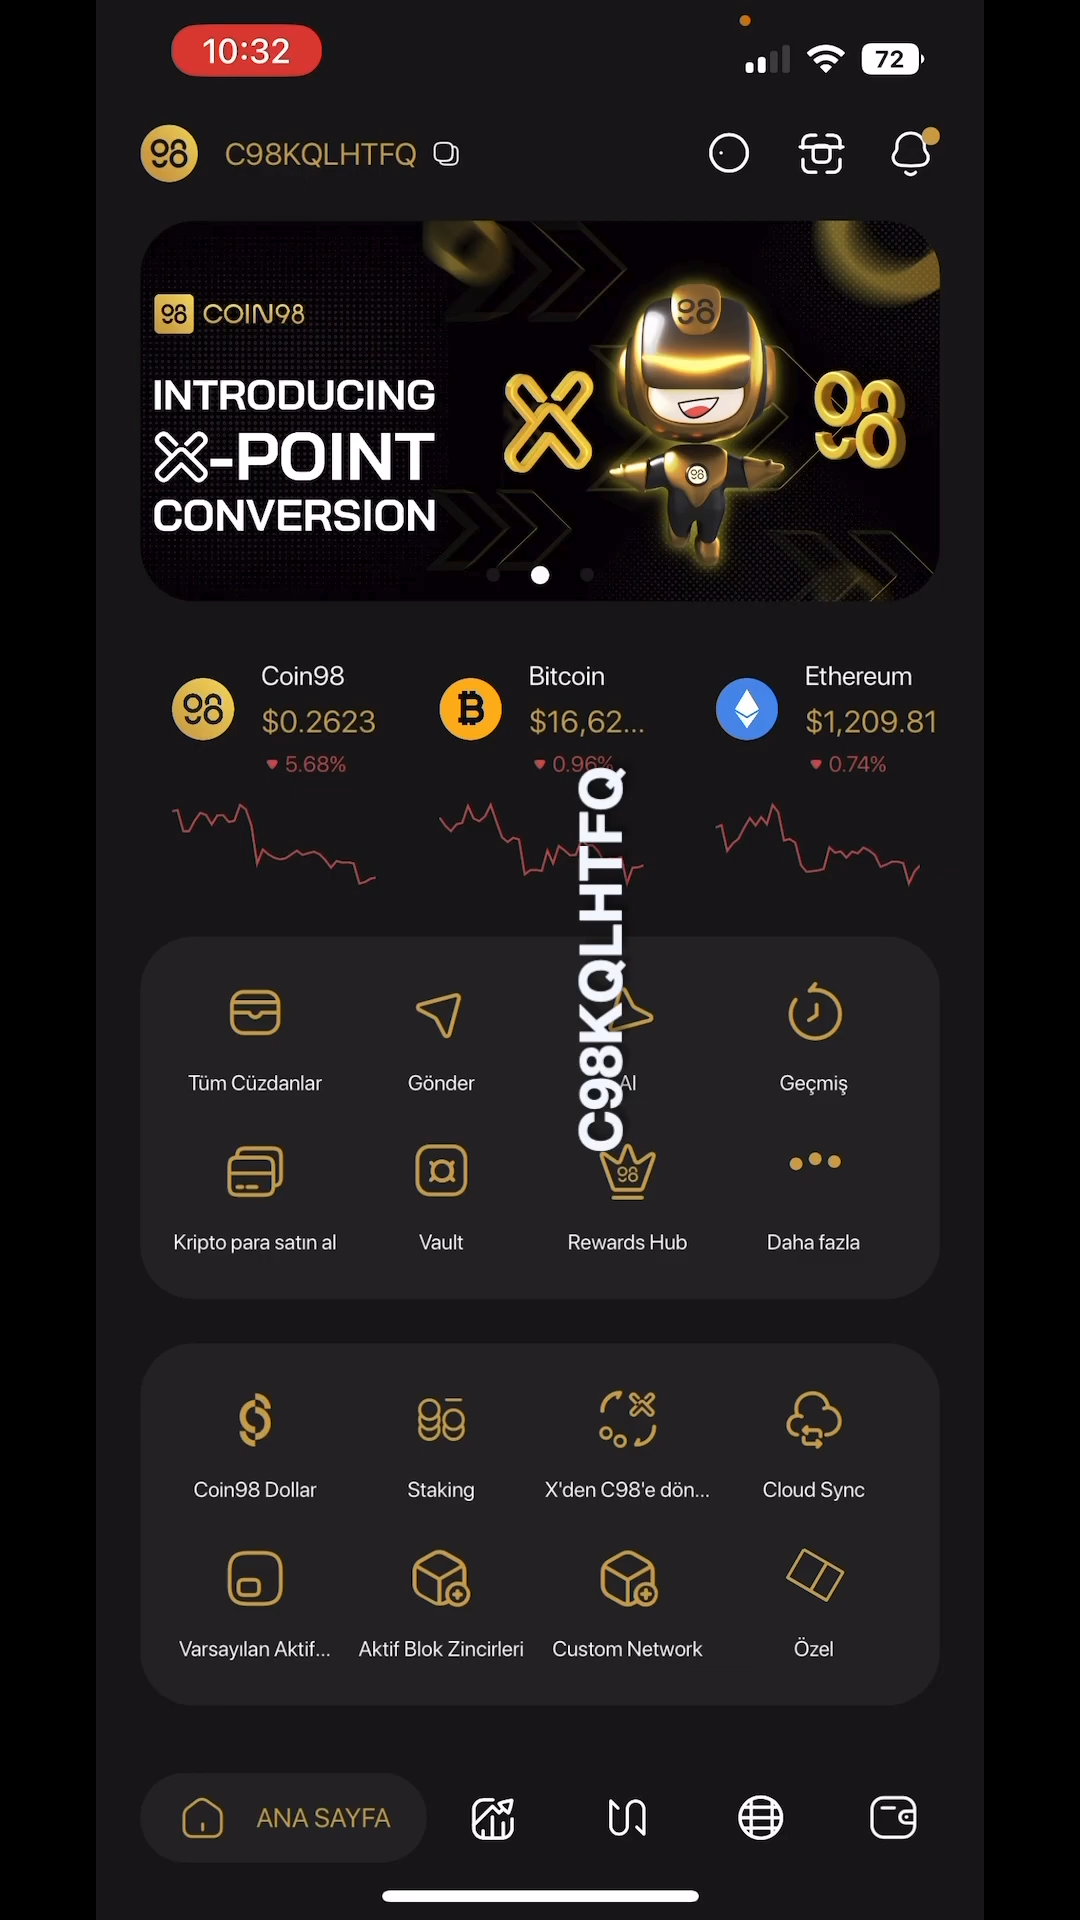 10:32
72
C98KQLHTFQ
98 COIN98
INTRODUCING
X-POINT
CONVERSION
Coin98
$0.2623
5.68%
Bitcoin
$16,62...
0.96%
Ethereum
$1,209.81
0.74%
C98KQLHTFQ
Tüm Cüzdanlar
Gönder
Al
Geçmiş
Kripto para satın al
Vault
Rewards Hub
Daha fazla
Coin98 Dollar
Staking
X'den C98'e dön...
Cloud Sync
Varsayılan Aktif...
Aktif Blok Zincirleri
Custom Network
Özel
ANA SAYFA